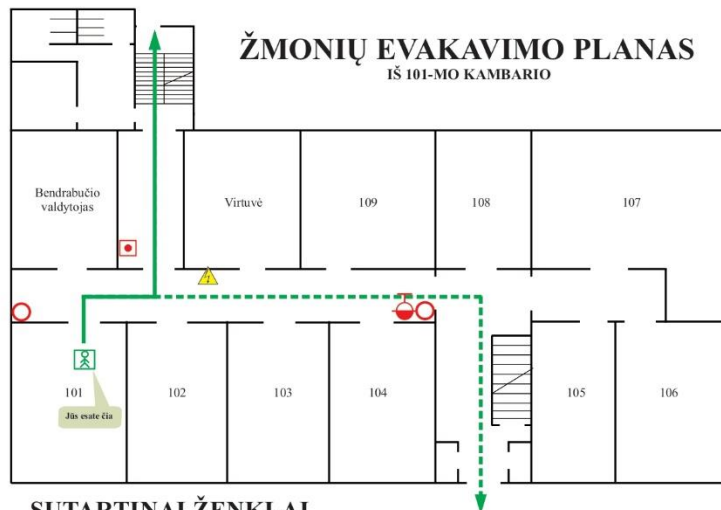 ŽMONIŲ EVAKAVIMO PLANAS
IŠ 101-MO KAMBARIO
Bendrabučio
valdytojas
Virtuvė
109
108
107
101
102
103
104
105
106
Jūs esate čia
SUTARTINAI ŽENKLAI